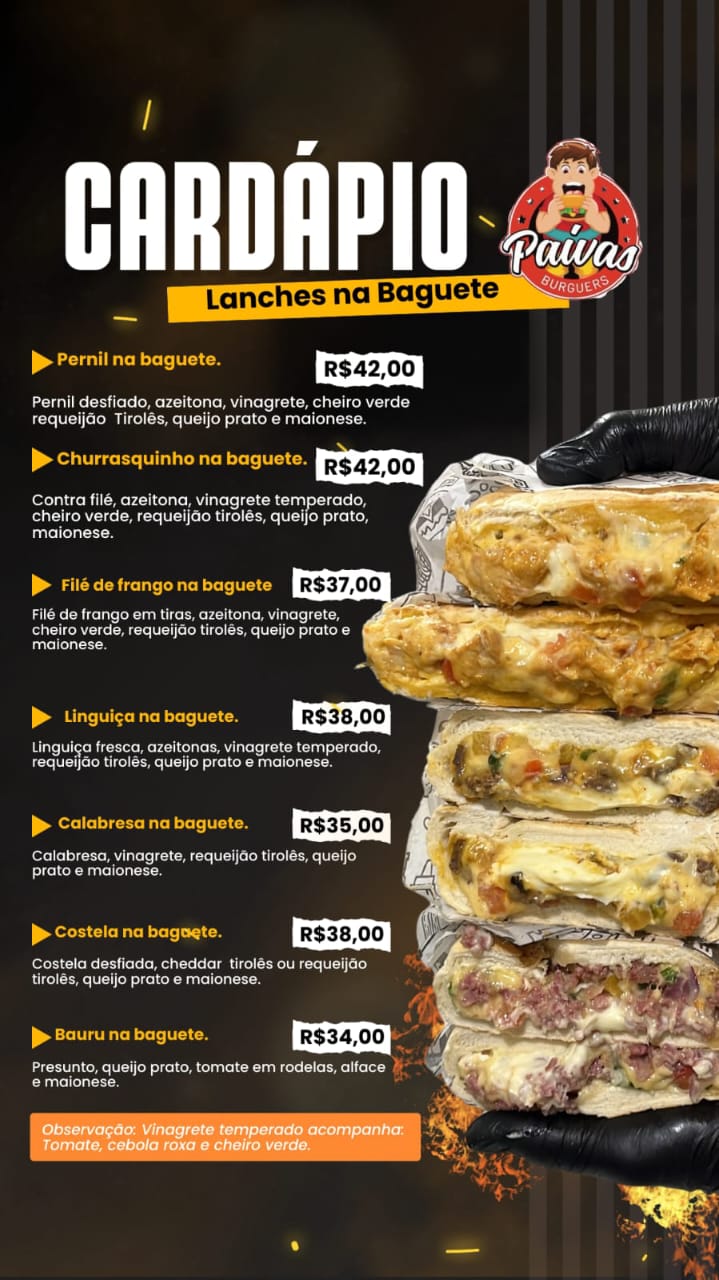 CARDÁPIO
Paivas
BURGUERS
Lanches na Baguete
Pernil na baguete.
R$42,00
Pernil desfiado, azeitona, vinagrete, cheiro verde
requeijão Tirolês, queijo prato e maionese.
Churrasquinho na baguete.
R$42,00
Contra filé, azeitona, vinagrete temperado,
cheiro verde, requeijão tirolês, queijo prato,
maionese.
Filé de frango na baguete
R$37,00
Filé de frango em tiras, azeitona, vinagrete,
cheiro verde, requeijão tirolês, queijo prato e
maionese.
Linguiça na baguete.
R$38,00
Linguiça fresca, azeitonas, vinagrete temperado,
requeijão tirolês, queijo prato e maionese.
Calabresa na baguete.
R$35,00
Calabresa, vinagrete, requeijão tirolês, queijo
prato e maionese.
Costela na baguete.
R$38,00
Costela desfiada, cheddar tirolês ou requeijão
tirolês, queijo prato e maionese.
Bauru na baguete.
R$34,00
Presunto, queijo prato, tomate em rodelas, alface
e maionese.
Observação: Vinagrete temperado acompanha:
Tomate, cebola roxa e cheiro verde.